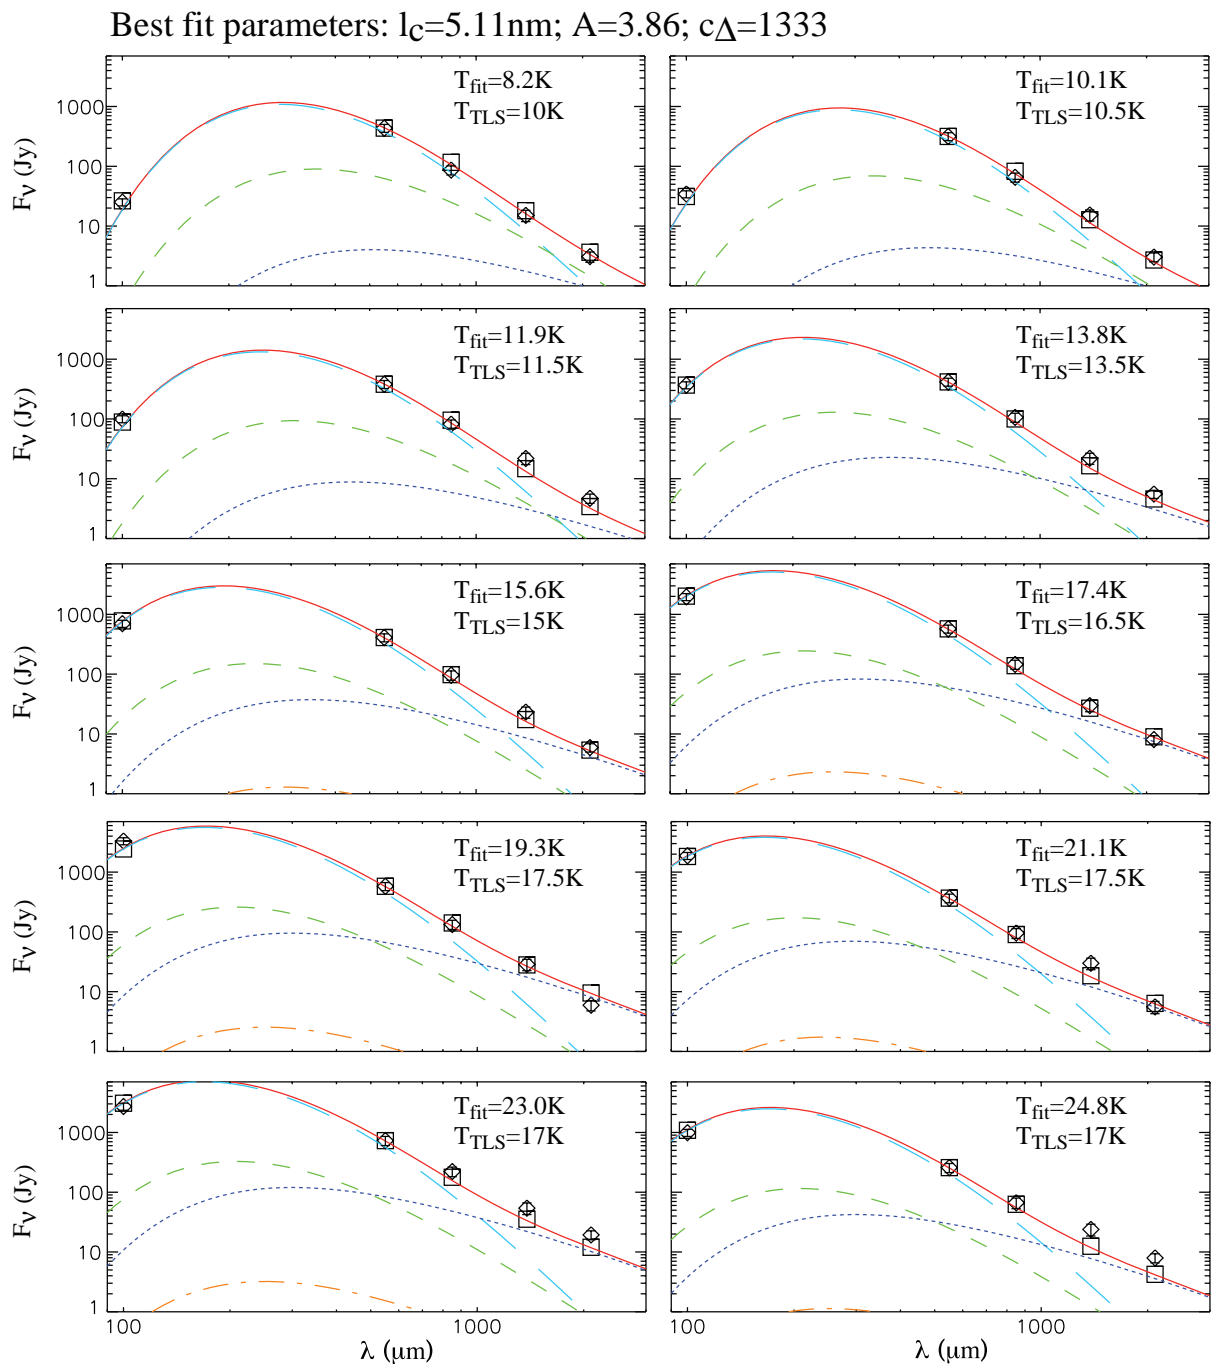 Best fit parameters: lc=5.11nm; A=3.86; cΔ=1333
Tfit=8.2K
TTLS=10K
Fν (Jy)
1000
100
10
1
Tfit=10.1K
TTLS=10.5K
Tfit=11.9K
TTLS=11.5K
Fν (Jy)
1000
100
10
1
Tfit=13.8K
TTLS=13.5K
Tfit=15.6K
TTLS=15K
Fν (Jy)
1000
100
10
1
Tfit=17.4K
TTLS=16.5K
Tfit=19.3K
TTLS=17.5K
Fν (Jy)
1000
100
10
1
Tfit=21.1K
TTLS=17.5K
Tfit=23.0K
TTLS=17K
Fν (Jy)
1000
100
10
1
Tfit=24.8K
TTLS=17K
100 1000
100 1000
λ (μm)
λ (μm)